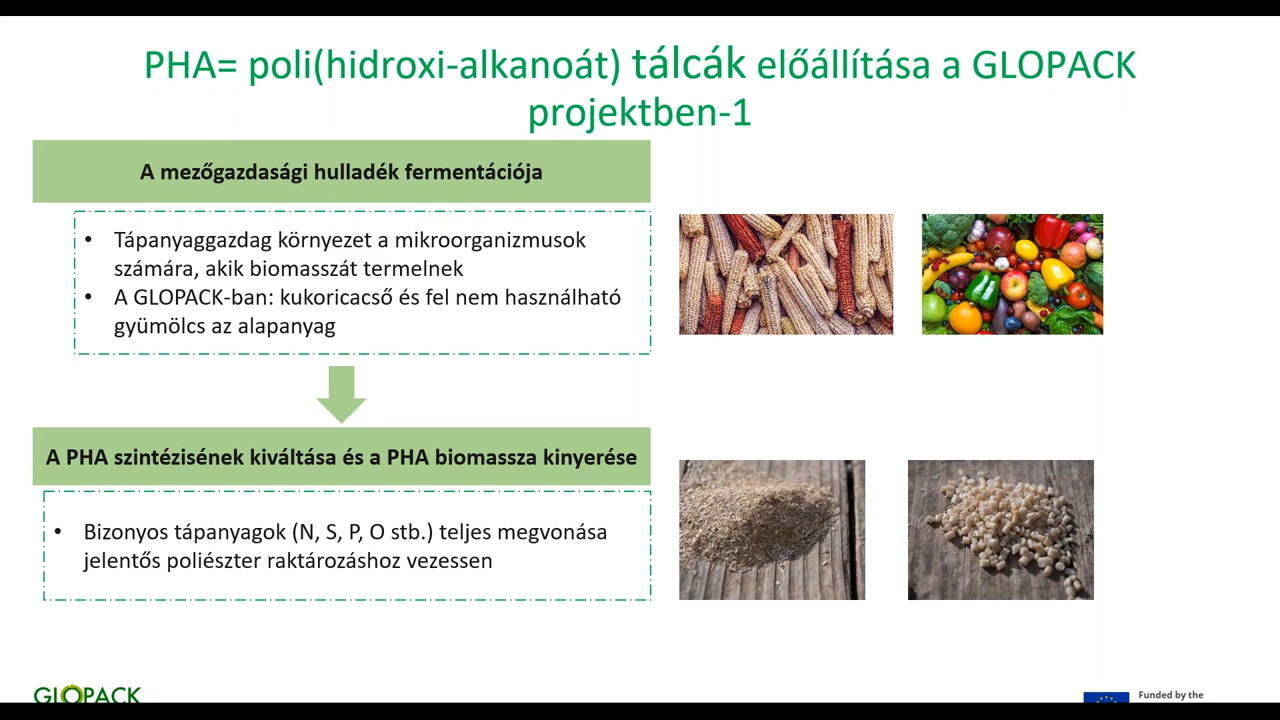 PHA= poli(hidroxi-alkanoát) tálcák előállítása a GLOPACK
projektben-1
A mezőgazdasági hulladék fermentációja
• Tápanyaggazdag környezet a mikroorganizmusok
számára, akik biomasszát termelnek
• A GLOPACK-ban: kukoricacső és fel nem használható
gyümölcs az alapanyag
A PHA szintézisének kiváltása és a PHA biomassza kinyerése
• Bizonyos tápanyagok (N, S, P, O stb.) teljes megvonása
jelentős poliészter raktározáshoz vezessen
GLOPACK
Funded by the